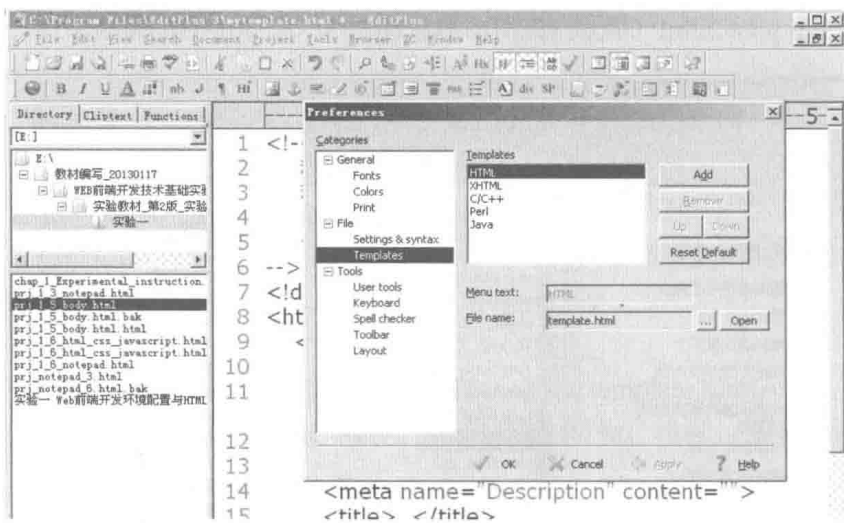 C:\Program Files\EditPlus 3\mytemplate.html * - EditPlus
File Edit View Search Document Project Tools Browser ZC Window Help
Directory Cliptext Functions
[E:]
E:\
教材编写_20130117
WEB前端开发技术基础实验
实验教材_第2版_实验
实验一
chap_1_Experimental_instruction.
prj_1_3_notepad.html
prj_1_5_body.html
prj_1_5_body.html.bak
prj_1_5_body.html.html
prj_1_6_html_css_javascript.html
prj_1_6_html_css_javascript.html
prj_1_6_notepad.html
prj_notepad_3.html
prj_notepad_6.html.bak
实验一 Web前端开发环境配置与HTML
5
1 <!--
2
3
4
5
6 -->
7 <!d
8 <ht
9 <
10
11
12
13
14 <meta name="Description" content="">
15 <title> </title>
Preferences
Categories
General
Fonts
Colors
Print
File
Settings & syntax
Templates
Tools
User tools
Keyboard
Spell checker
Toolbar
Layout
Templates
HTML
XHTML
C/C++
Perl
Java
Add
Remove
Up Down
Reset Default
Menu text: HTML
File name: template.html ... Open
OK Cancel Apply Help